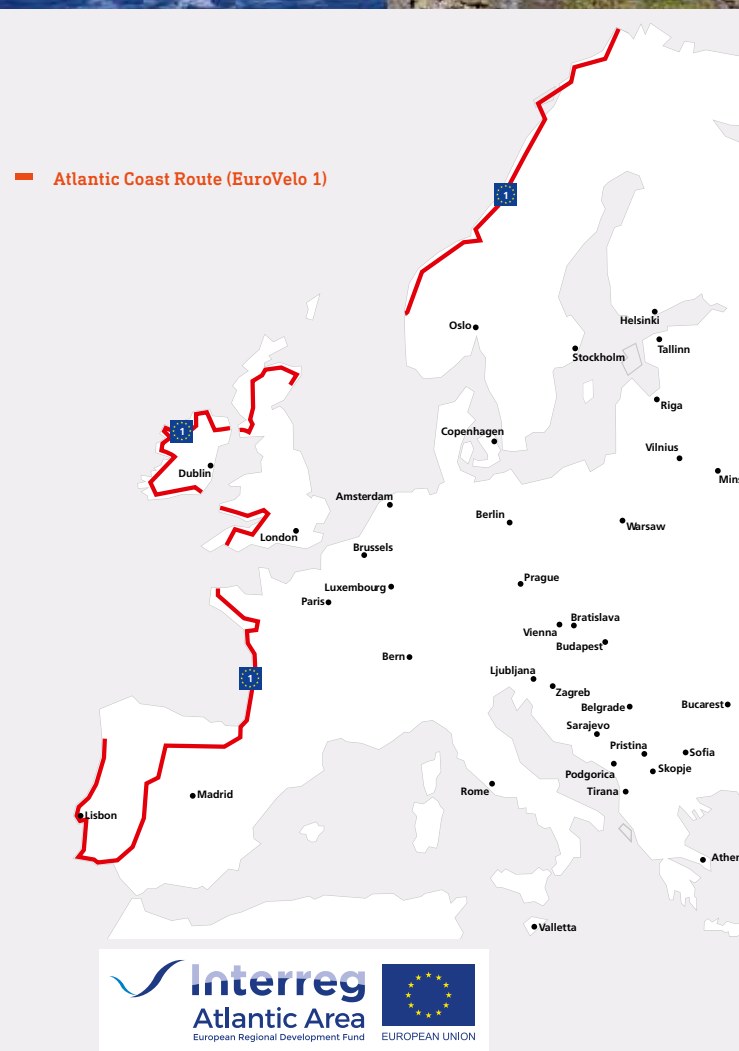 Atlantic Coast Route (EuroVelo 1)
1
Oslo
Helsinki
Tallinn
Stockholm
Riga
1
Copenhagen
Vilnius
Dublin
Amsterdam
Berlin
Warsaw
London
Brussels
Prague
Luxembourg
Paris
Bratislava
Vienna
Budapest
Bern
Ljubljana
1
Zagreb
Belgrade
Bucarest
Sarajevo
Pristina
Sofia
Skopje
Podgorica
Madrid
Rome
Tirana
Lisbon
Valletta
Interreg
Atlantic Area
European Regional Development Fund
EUROPEAN UNION